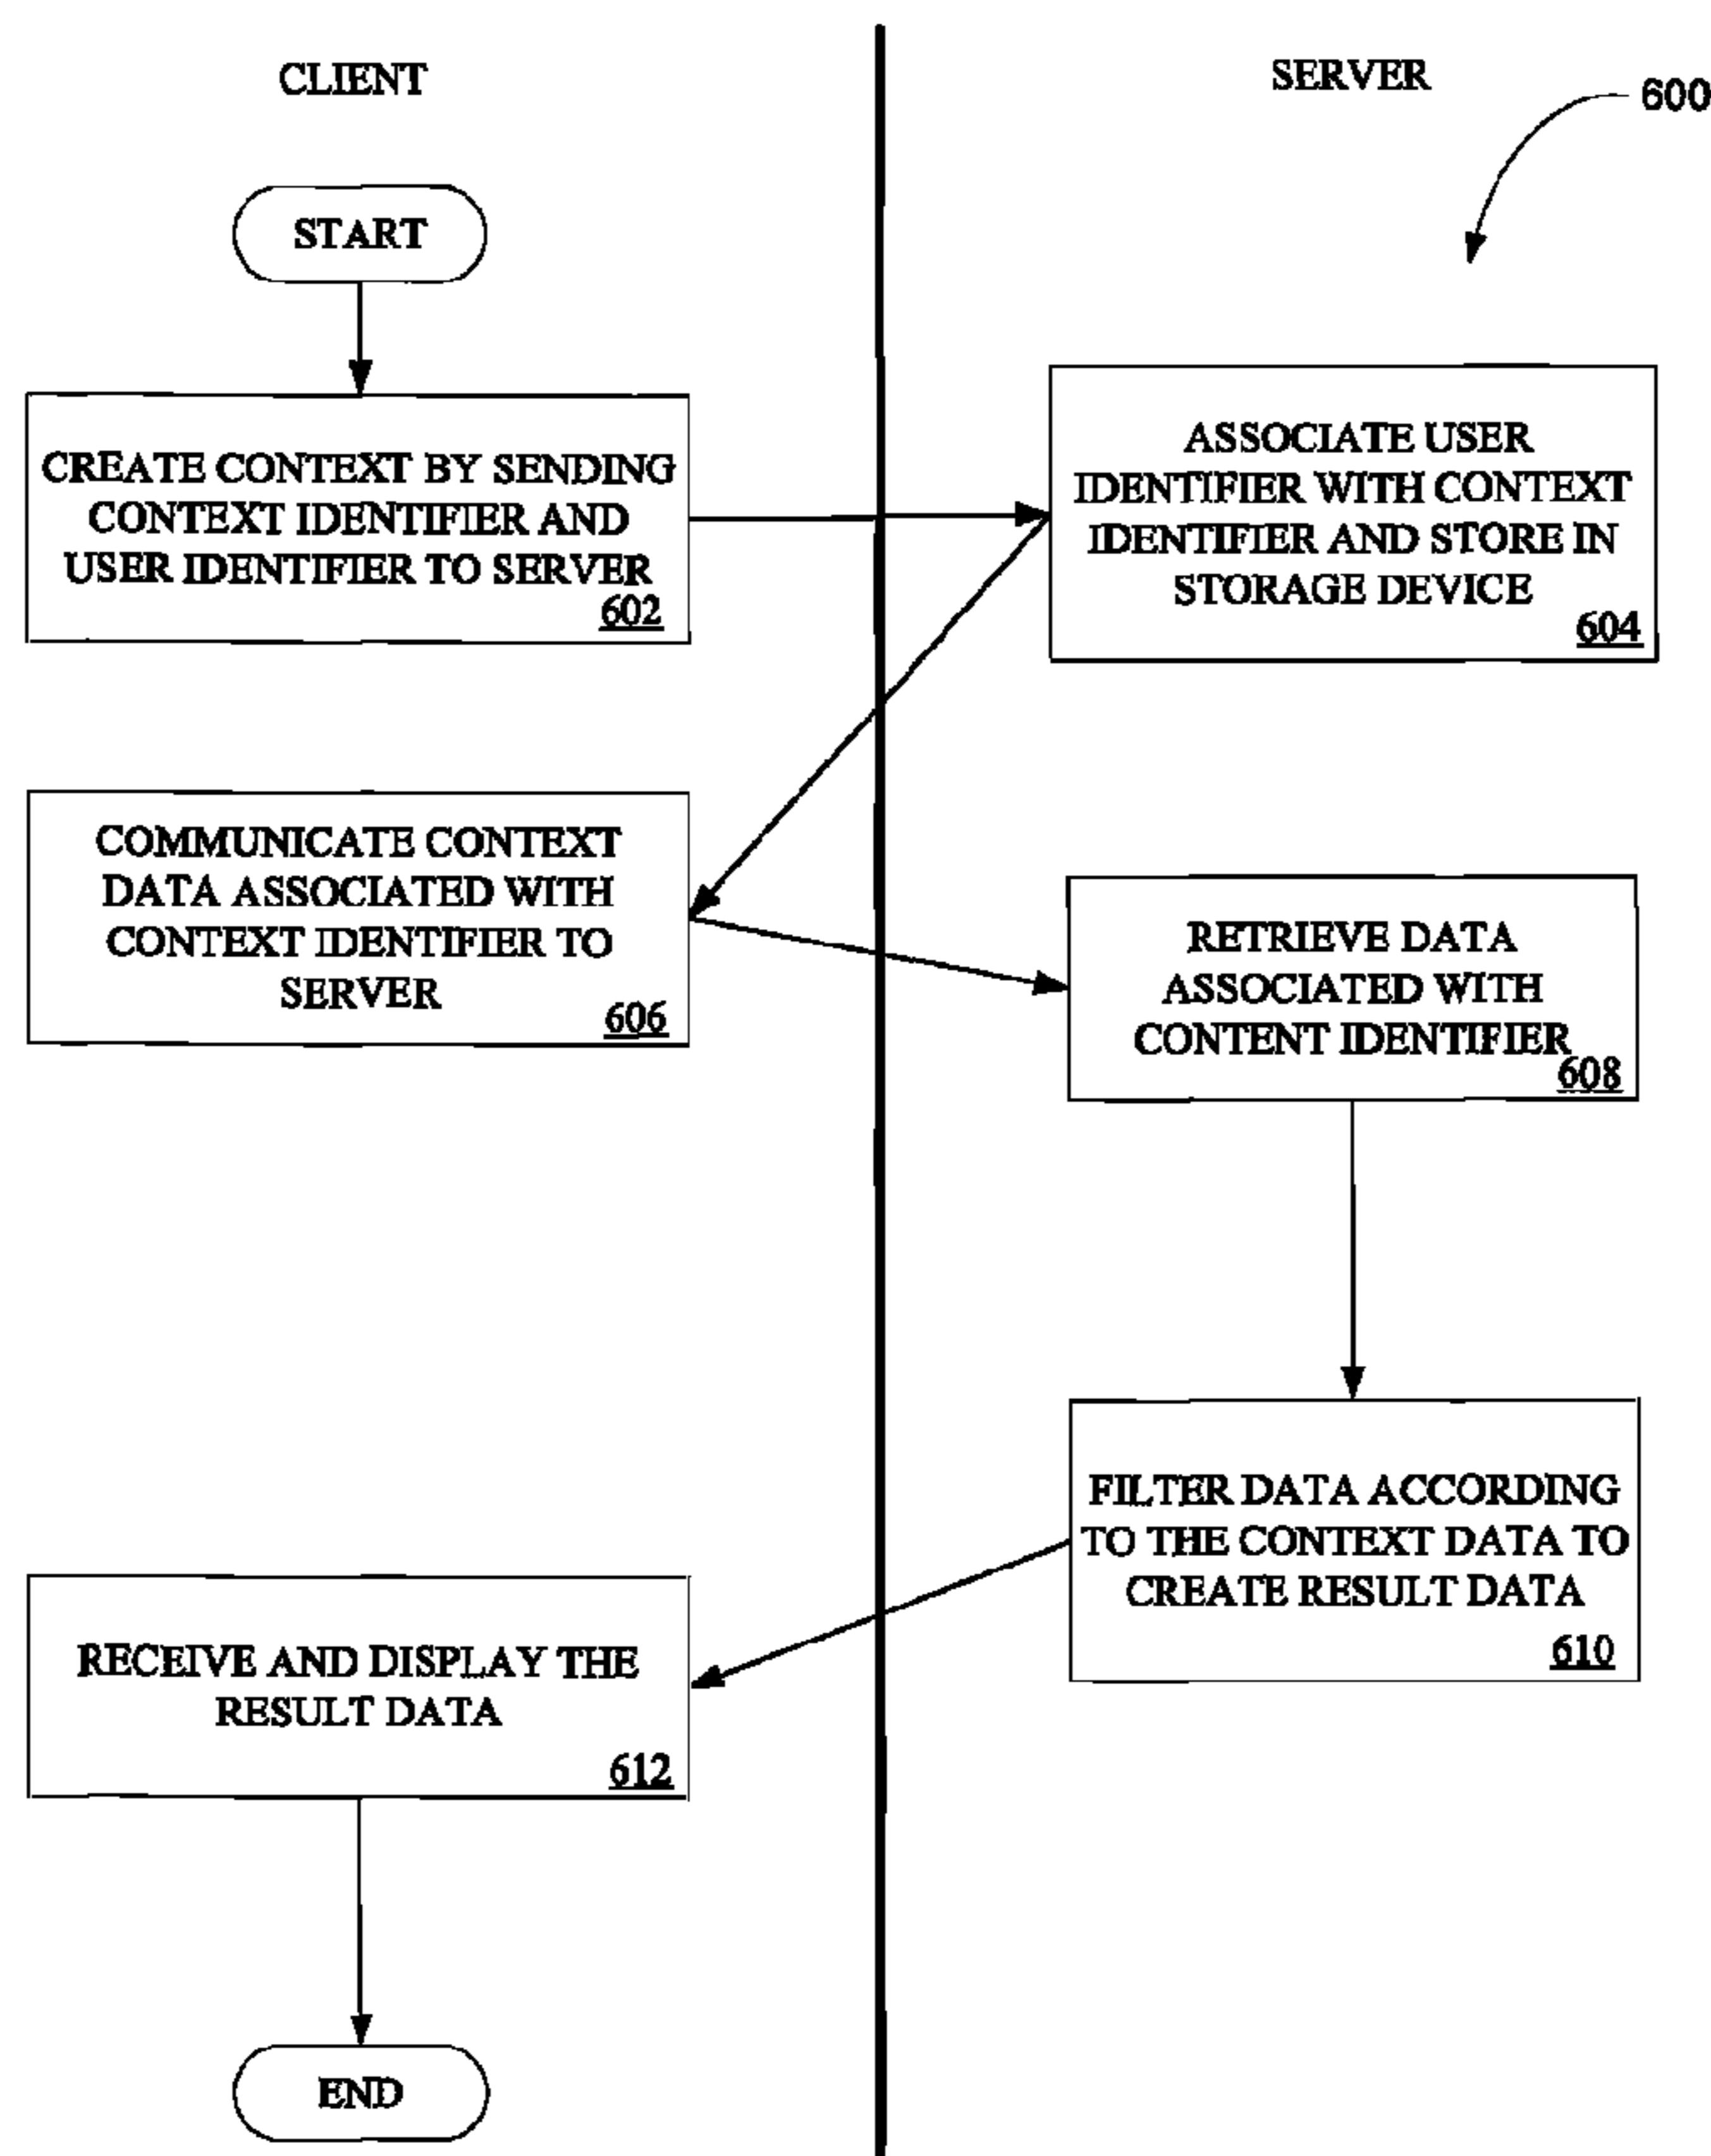 CLIENT
SERVER
600
START
CREATE CONTEXT BY SENDING
CONTEXT IDENTIFIER AND
USER IDENTIFIER TO SERVER
602
ASSOCIATE USER
IDENTIFIER WITH CONTEXT
IDENTIFIER AND STORE IN
STORAGE DEVICE
604
COMMUNICATE CONTEXT
DATA ASSOCIATED WITH
CONTEXT IDENTIFIER TO
SERVER
606
RETRIEVE DATA
ASSOCIATED WITH
CONTENT IDENTIFIER
608
FILTER DATA ACCORDING
TO THE CONTEXT DATA TO
CREATE RESULT DATA
610
RECEIVE AND DISPLAY THE
RESULT DATA
612
END